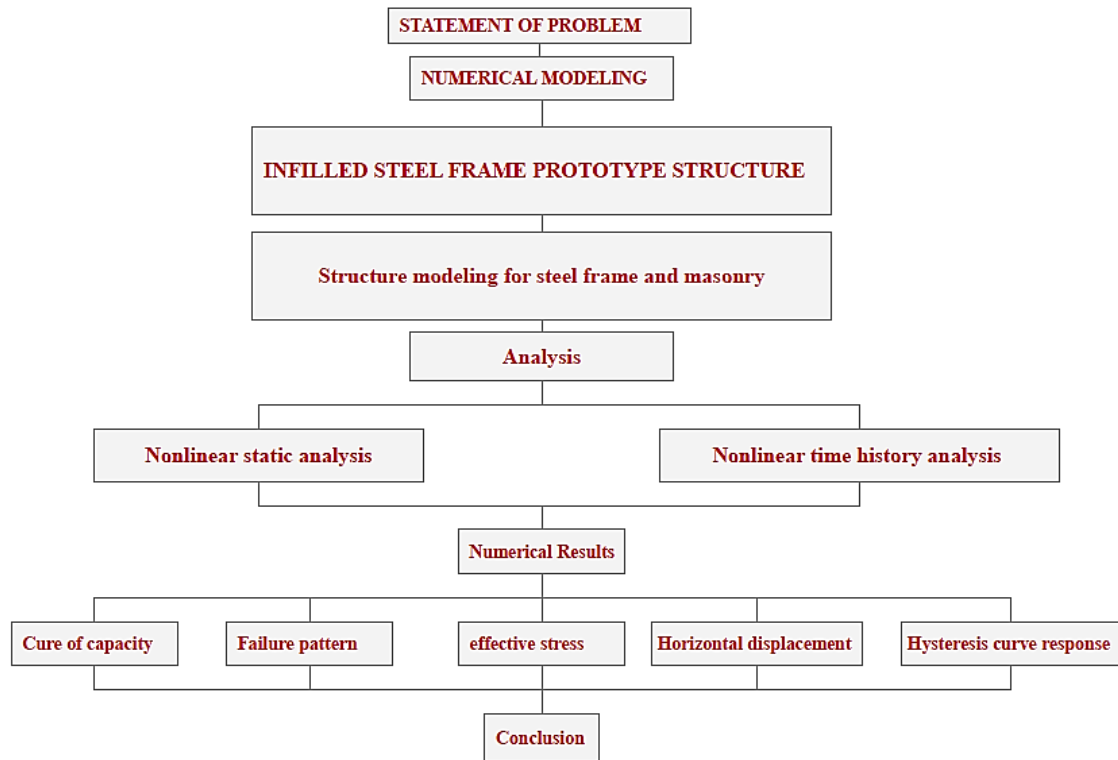 STATEMENT OF PROBLEM
NUMERICAL MODELING
INFILLED STEEL FRAME PROTOTYPE STRUCTURE
Structure modeling for steel frame and masonry
Analysis
Nonlinear static analysis
Nonlinear time history analysis
Numerical Results
Cure of capacity
Failure pattern
effective stress
Horizontal displacement
Hysteresis curve response
Conclusion